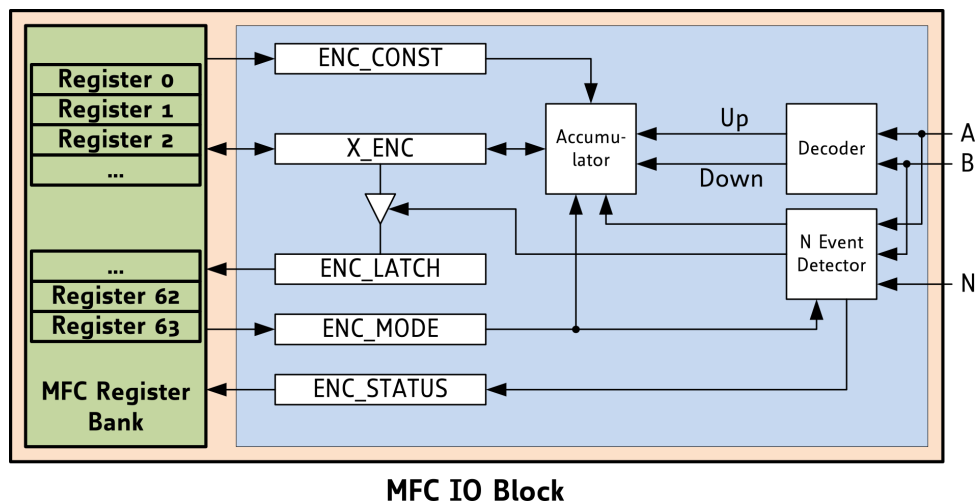 Register 0
Register 1
Register 2
...
...
Register 62
Register 63
MFC Register
Bank
ENC_CONST
X_ENC
ENC_LATCH
ENC_MODE
ENC_STATUS
Accumu-
lator
Up
Down
Decoder
N Event
Detector
A
B
N
MFC IO Block